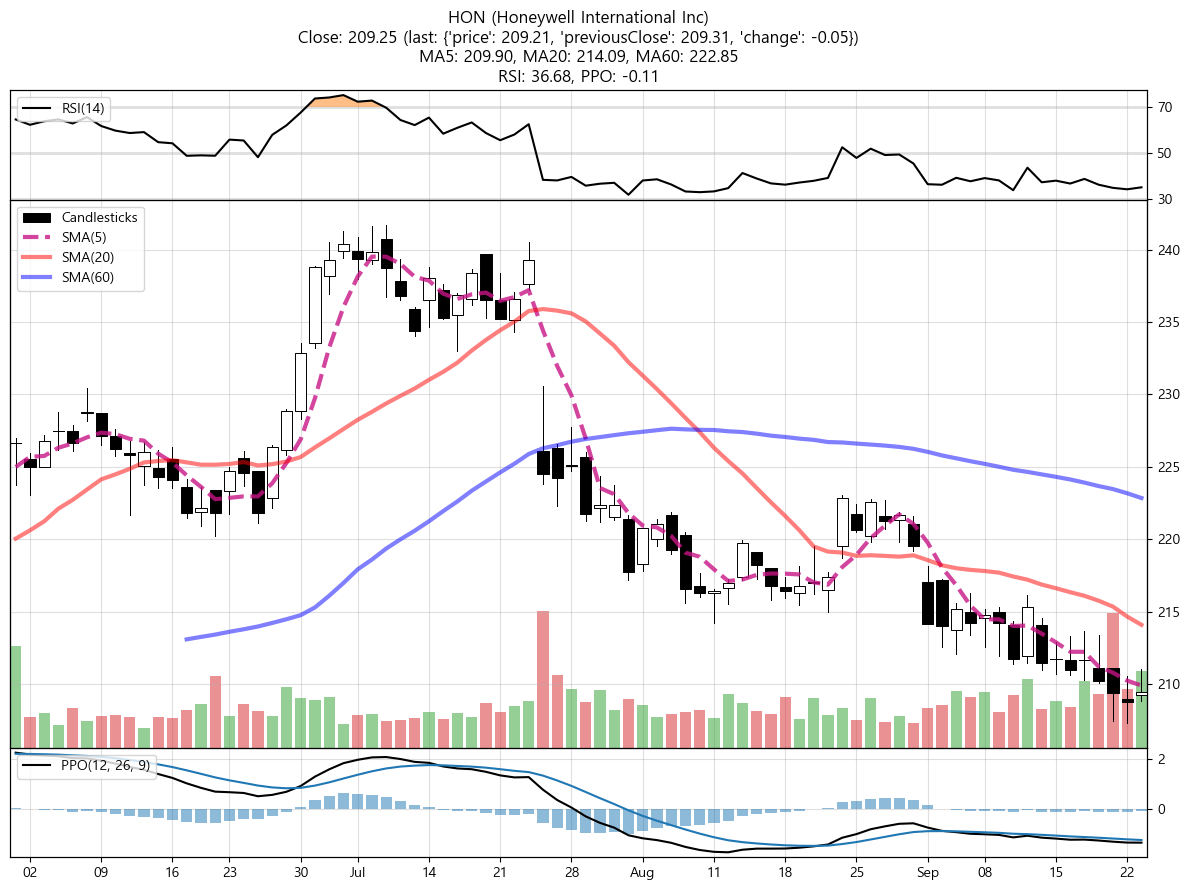 HON (Honeywell International Inc)
Close: 209.25 (last: {'price': 209.21, 'previousClose': 209.31, 'change': -0.05})
MA5: 209.90, MA20: 214.09, MA60: 222.85
RSI: 36.68, PPO: -0.11
RSI(14)
70
50
30
Candlesticks
SMA(5)
SMA(20)
SMA(60)
240
235
230
225
220
215
210
PPO(12, 26, 9)
2
0
02 09 16 23 30 Jul 14 21 28 Aug 11 18 25 Sep 08 15 22